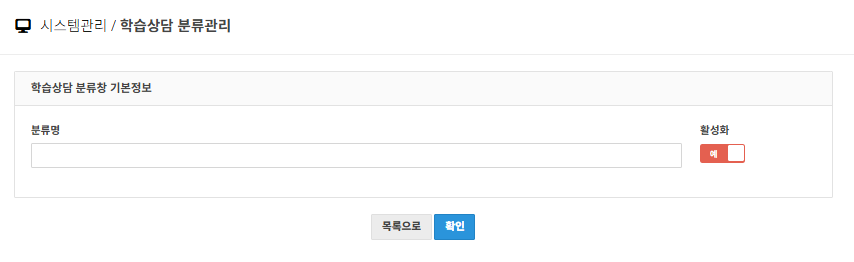 시스템관리 / 학습상담 분류관리
학습상담 분류창 기본정보
분류명
활성화
예
목록으로
확인